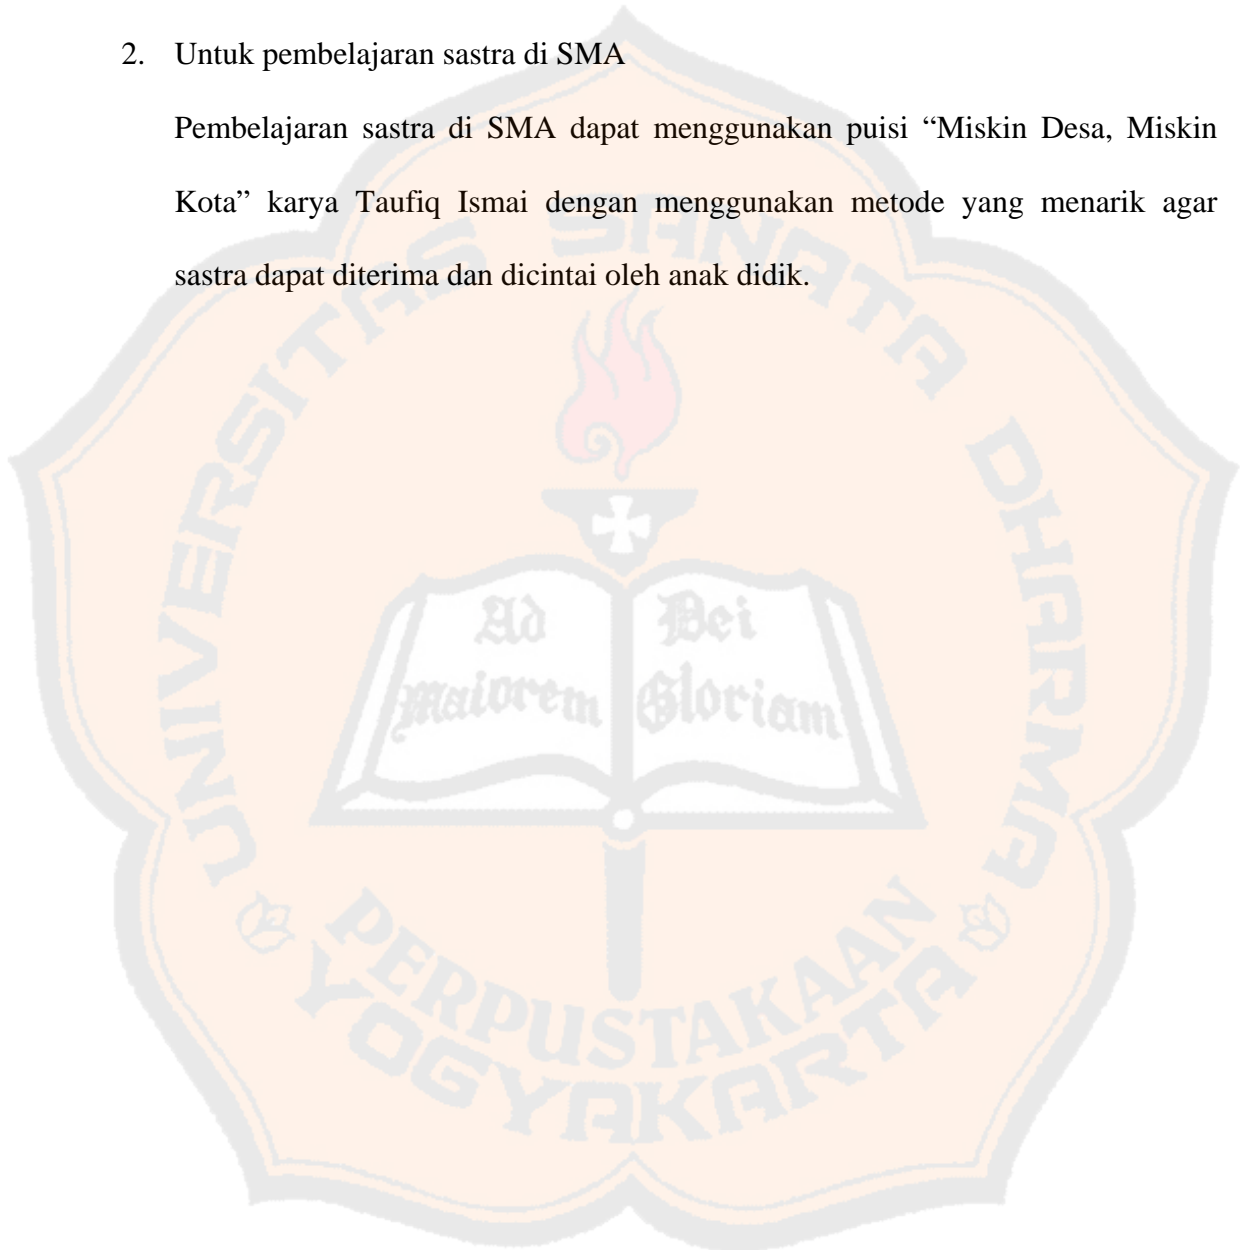 2. Untuk pembelajaran sastra di SMA
Pembelajaran sastra di SMA dapat menggunakan puisi “Miskin Desa, Miskin
Kota” karya Taufiq Ismai dengan menggunakan metode yang menarik agar
sastra dapat diterima dan dicintai oleh anak didik.
UNIVERSITAS SANATA DHARMA
Ad Dei
maiorem Gloriam
PERPUSTAKAAN
YOGYAKARTA